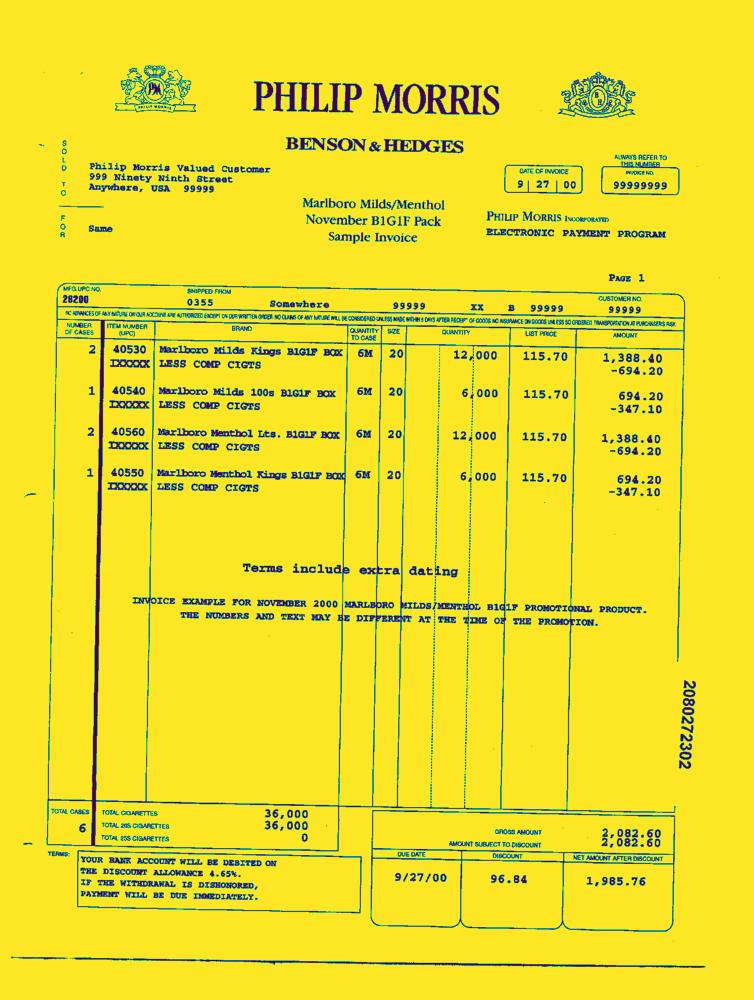 PHILIP MORRIS
BENSON & HEDGES
SOLD TO
Philip Morris Valued Customer
999 Ninety Ninth Street
Anywhere, USA 99999
FOR
Same
Marlboro Milds/Menthol
November B1G1F Pack
Sample Invoice
DATE OF INVOICE
9 | 27 | 00
ALWAYS REFER TO
THIS NUMBER
INVOICE NO.
99999999
PHILIP MORRIS INCORPORATED
ELECTRONIC PAYMENT PROGRAM
PAGE 1
MFG.UPC NO. SHIPPED FROM CUSTOMER NO.
28200 0355 Somewhere 99999 XX B 99999 99999
NO ADVANCES OF ANY NATURE ON OUR ACCOUNT ARE AUTHORIZED EXCEPT ON OUR WRITTEN ORDER. NO CLAIMS OF ANY NATURE WILL BE CONSIDERED UNLESS MADE WITHIN 5 DAYS AFTER RECEIPT OF GOODS. NO INSURANCE ON GOODS UNLESS SO ORDERED. TRANSPORTATION AT PURCHASERS RISK
NUMBER OF CASES ITEM NUMBER (UPC) BRAND QUANTITY TO CASE SIZE QUANTITY LIST PRICE AMOUNT
2 40530 Marlboro Milds Kings B1G1F BOX 6M 20 12,000 115.70 1,388.40
IXXXXX LESS COMP CIGTS -694.20
1 40540 Marlboro Milds 100s B1G1F BOX 6M 20 6,000 115.70 694.20
IXXXXX LESS COMP CIGTS -347.10
2 40560 Marlboro Menthol Lts. B1G1F BOX 6M 20 12,000 115.70 1,388.40
IXXXXX LESS COMP CIGTS -694.20
1 40550 Marlboro Menthol Kings B1G1F BOX 6M 20 6,000 115.70 694.20
IXXXXX LESS COMP CIGTS -347.10
Terms include extra dating
INVOICE EXAMPLE FOR NOVEMBER 2000 MARLBORO MILDS/MENTHOL B1G1F PROMOTIONAL PRODUCT.
THE NUMBERS AND TEXT MAY BE DIFFERENT AT THE TIME OF THE PROMOTION.
2080272302
TOTAL CASES TOTAL CIGARETTES 36,000
6 TOTAL 20S CIGARETTES 36,000
TOTAL 25S CIGARETTES 0
GROSS AMOUNT 2,082.60
AMOUNT SUBJECT TO DISCOUNT 2,082.60
TERMS:
YOUR BANK ACCOUNT WILL BE DEBITED ON
THE DISCOUNT ALLOWANCE 4.65%.
IF THE WITHDRAWAL IS DISHONORED,
PAYMENT WILL BE DUE IMMEDIATELY.
DUE DATE DISCOUNT NET AMOUNT AFTER DISCOUNT
9/27/00 96.84 1,985.76